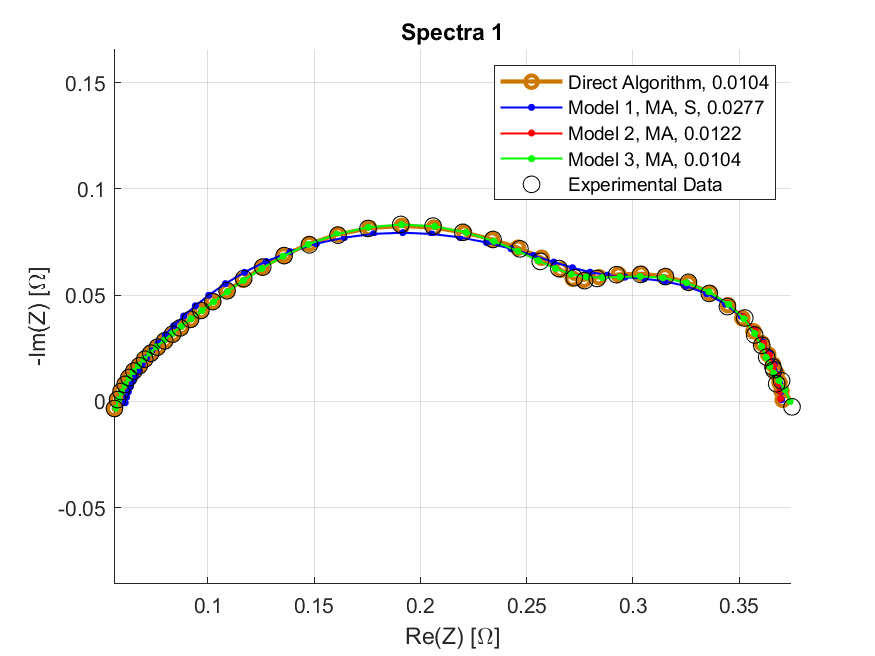 Spectra 1
Direct Algorithm, 0.0104
Model 1, MA, S, 0.0277
Model 2, MA, 0.0122
Model 3, MA, 0.0104
Experimental Data
0.15
0.1
0.05
0
-0.05
-Im(Z) [Ω]
0.1 0.15 0.2 0.25 0.3 0.35
Re(Z) [Ω]